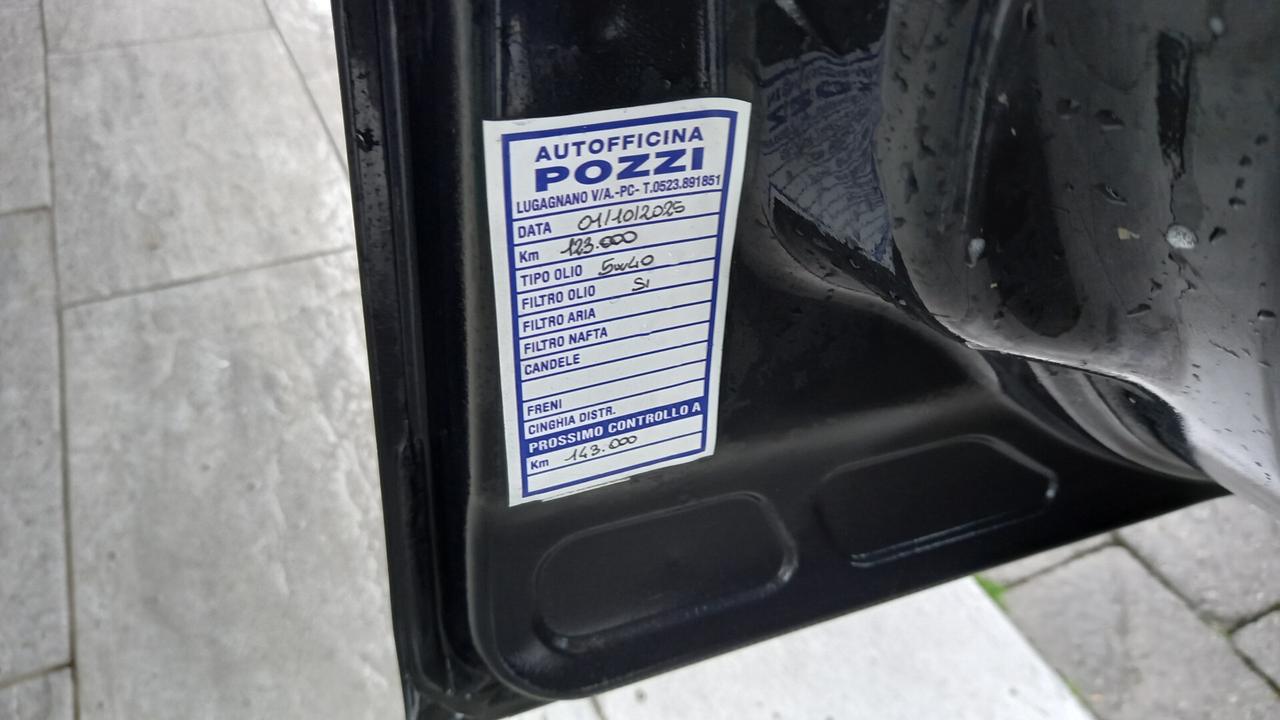 AUTOFFICINA
POZZI
LUGAGNANO V/A.-PC- T.0523.891851
DATA 01/10/2025
Km 123.000
TIPO OLIO 5w40
FILTRO OLIO SI
FILTRO ARIA
FILTRO NAFTA
CANDELE
FRENI
CINGHIA DISTR.
PROSSIMO CONTROLLO A
Km 143.000